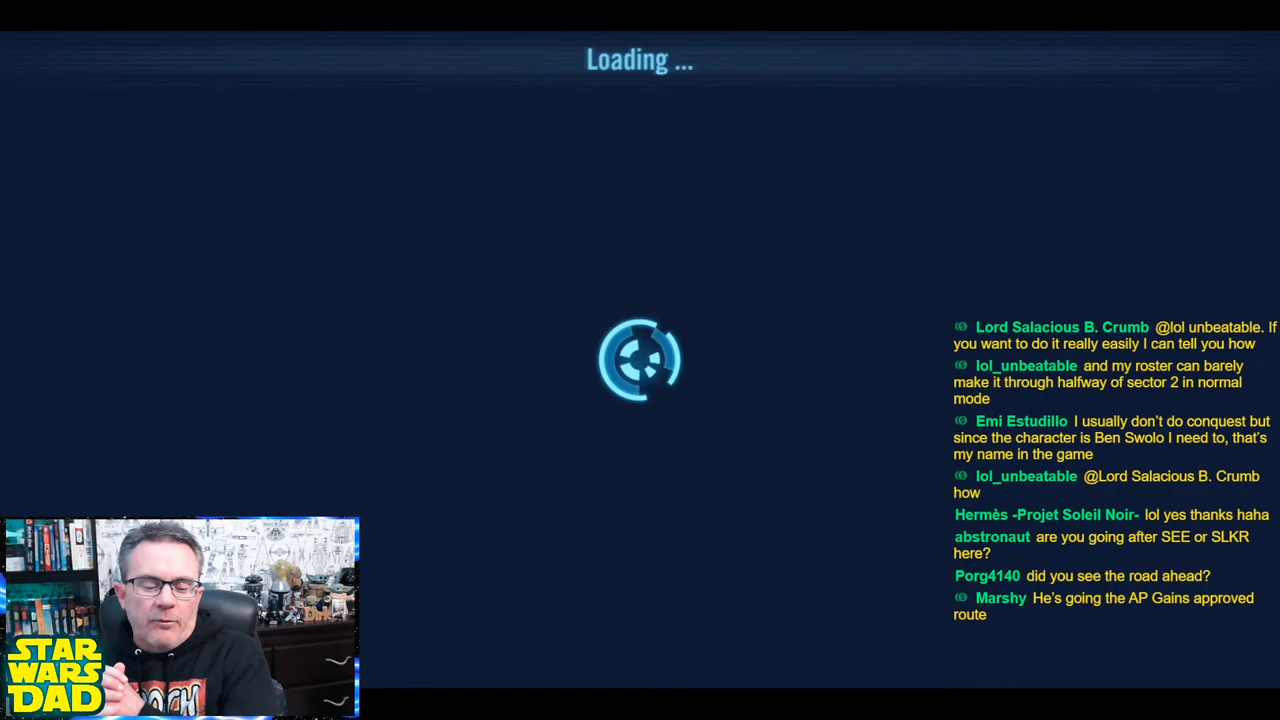 Loading ...
Lord Salacious B. Crumb @lol unbeatable. If
you want to do it really easily I can tell you how
lol_unbeatable and my roster can barely
make it through halfway of sector 2 in normal
mode
Emi Estudillo I usually don't do conquest but
since the character is Ben Swolo I need to, that's
my name in the game
lol_unbeatable @Lord Salacious B. Crumb
how
Hermès -Projet Soleil Noir- lol yes thanks haha
abstronaut are you going after SEE or SLKR
here?
Porg4140 did you see the road ahead?
Marshy He's going the AP Gains approved
route
STAR
WARS
DAD